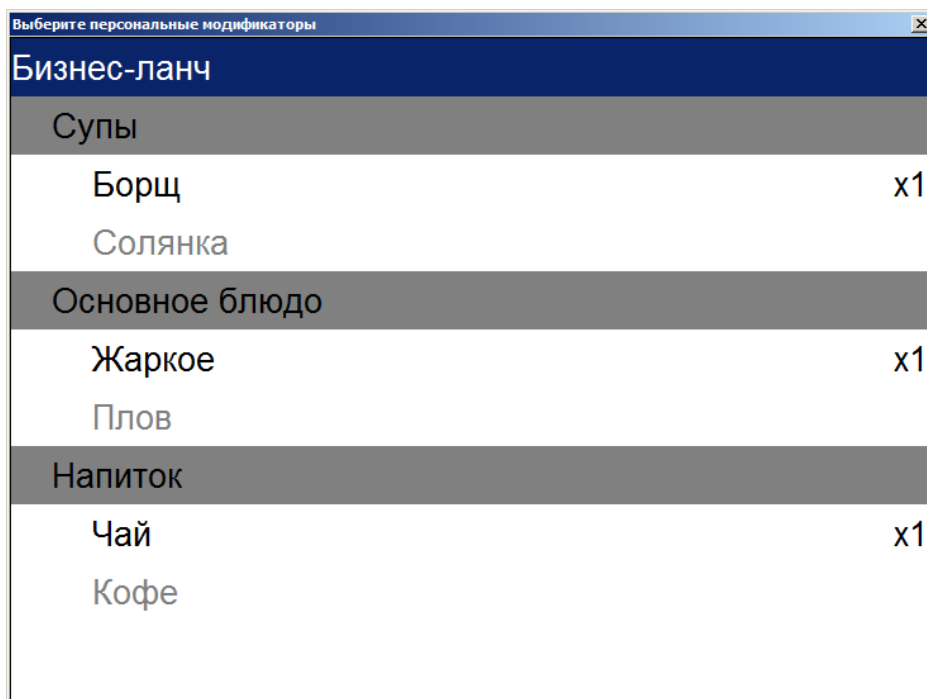 Выберите персональные модификаторы
Бизнес-ланч
Супы
Борщ x1
Солянка
Основное блюдо
Жаркое x1
Плов
Напиток
Чай x1
Кофе